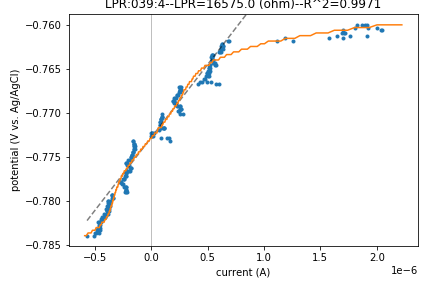 LPR:039:4--LPR=16575.0 (ohm)--R^2=0.9971
potential (V vs. Ag/AgCl)
−0.760
−0.765
−0.770
−0.775
−0.780
−0.785
−0.5 0.0 0.5 1.0 1.5 2.0
1e−6
current (A)